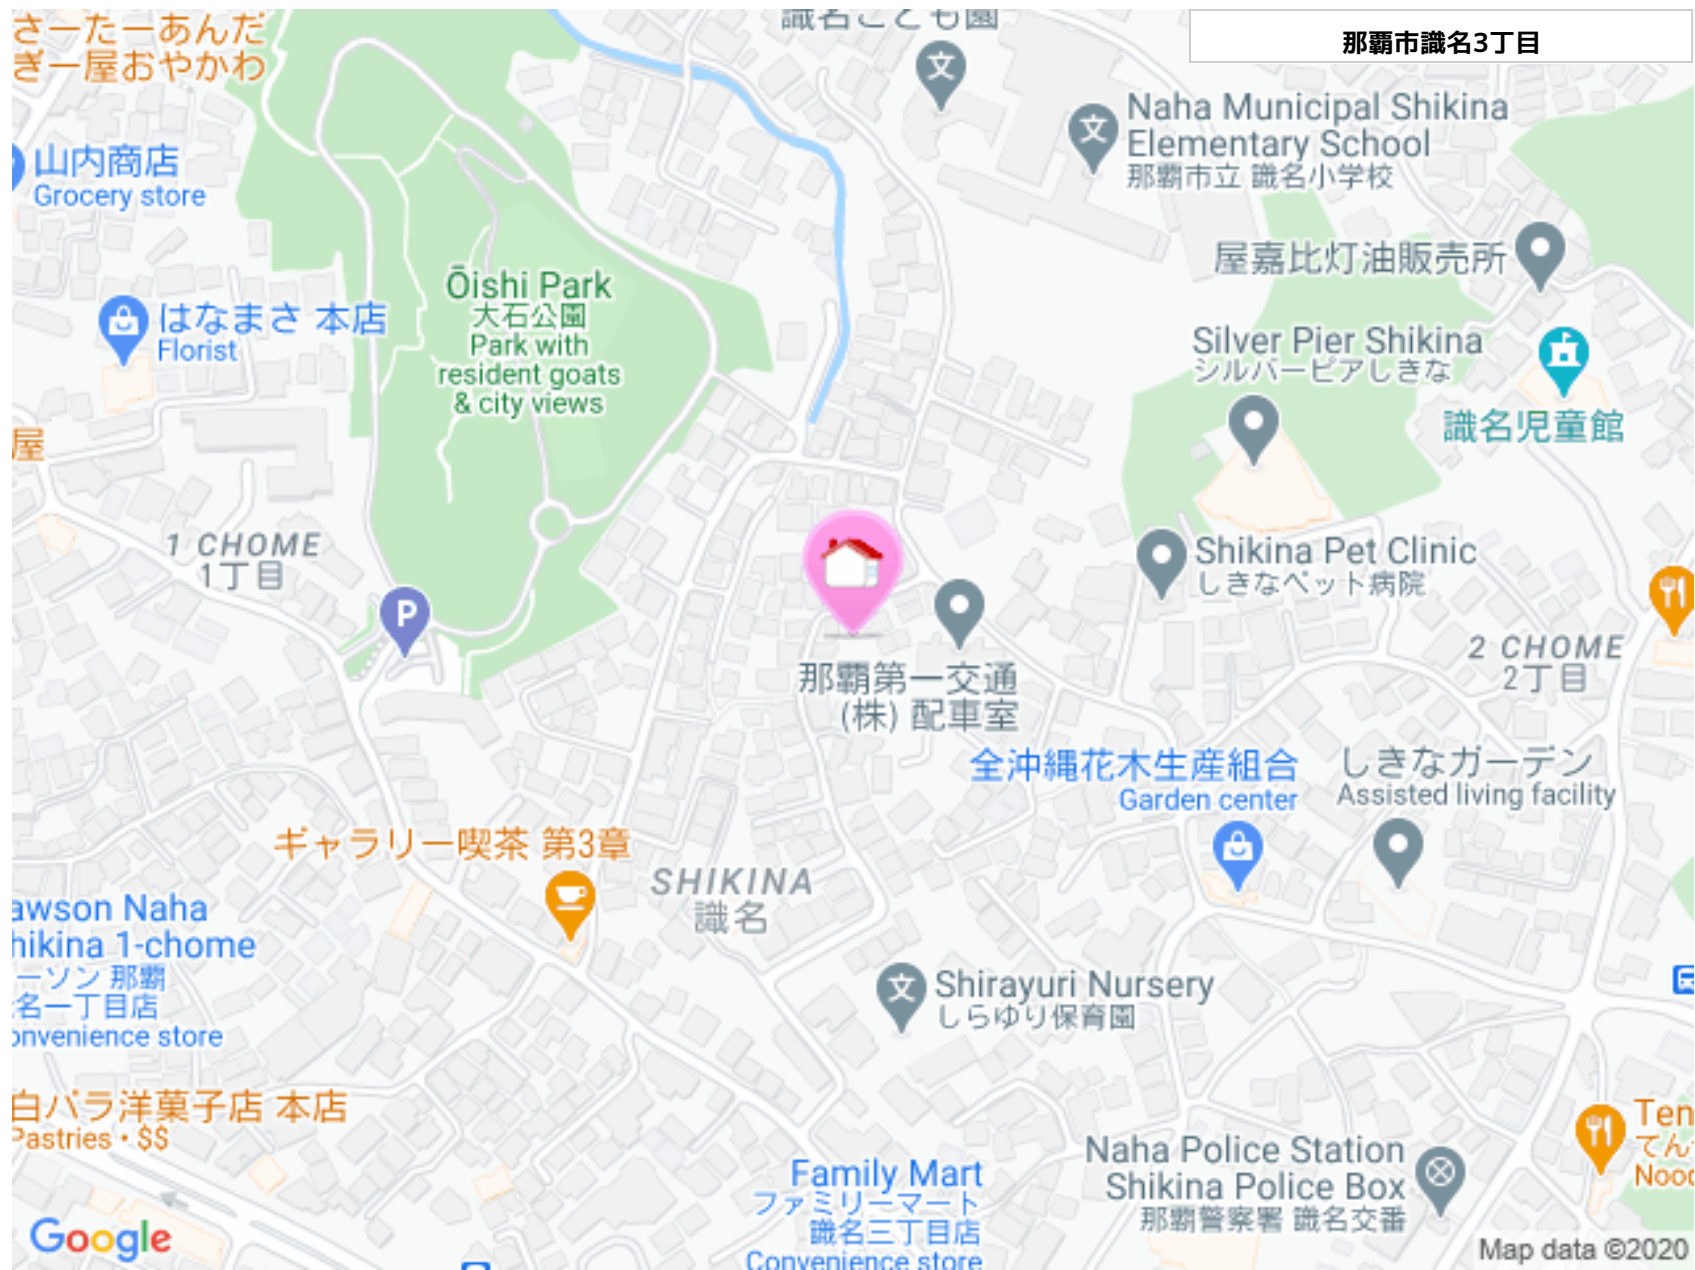 さーたーあんだ
ぎー屋おやかわ
識名こども園
那覇市識名3丁目
Naha Municipal Shikina
Elementary School
那覇市立 識名小学校
山内商店
Grocery store
屋嘉比灯油販売所
Ōishi Park
大石公園
Park with
resident goats
& city views
はなまさ 本店
Florist
Silver Pier Shikina
シルバーピアしきな
識名児童館
屋
1 CHOME
1丁目
P
Shikina Pet Clinic
しきなペット病院
2 CHOME
2丁目
那覇第一交通
(株) 配車室
全沖縄花木生産組合
Garden center
しきなガーデン
Assisted living facility
ギャラリー喫茶 第3章
SHIKINA
識名
awson Naha
hikina 1-chome
ーソン 那覇
名一丁目店
onvenience store
Shirayuri Nursery
しらゆり保育園
白バラ洋菓子店 本店
Pastries • $$
Family Mart
ファミリーマート
識名三丁目店
Convenience store
Naha Police Station
Shikina Police Box
那覇警察署 識名交番
Ten
てん
Nood
Google
Map data ©2020